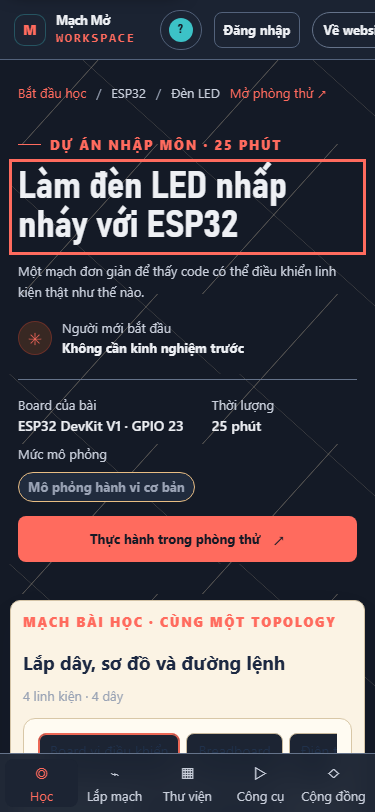 M
Mạch Mở
WORKSPACE
?
Đăng nhập
Về websi
Bắt đầu học / ESP32 / Đèn LED Mở phòng thử ↗
DỰ ÁN NHẬP MÔN · 25 PHÚT
Làm đèn LED nhấp
nháy với ESP32
Một mạch đơn giản để thấy code có thể điều khiển linh
kiện thật như thế nào.
Người mới bắt đầu
Không cần kinh nghiệm trước
Board của bài
ESP32 DevKit V1 · GPIO 23
Thời lượng
25 phút
Mức mô phỏng
Mô phỏng hành vi cơ bản
Thực hành trong phòng thử ↗
MẠCH BÀI HỌC · CÙNG MỘT TOPOLOGY
Lắp dây, sơ đồ và đường lệnh
4 linh kiện · 4 dây
Học
Lắp mạch
Thư viện
Công cụ
Cộng đồng